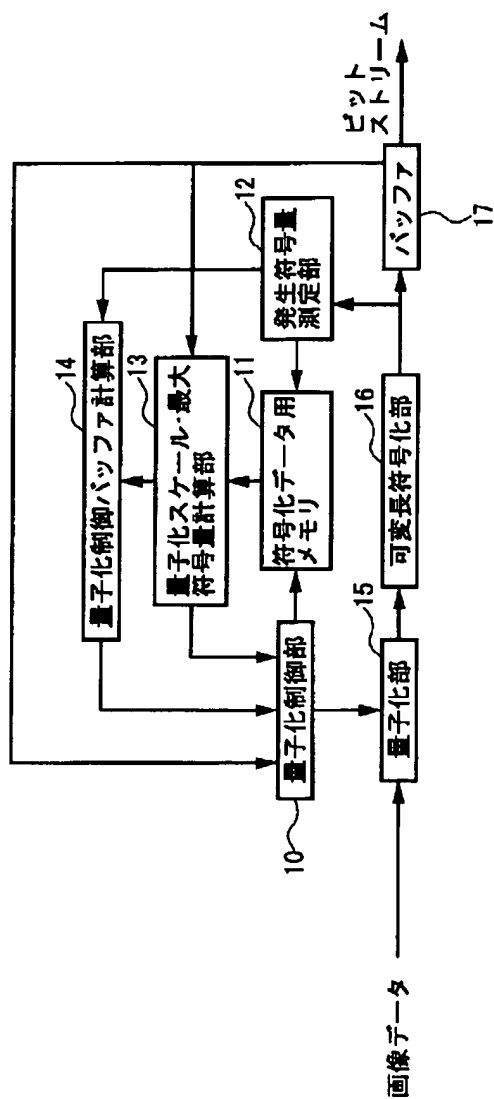 14
量子化制御バッファ計算部
13
量子化スケール・最大
符号量計算部
12
発生符号量
測定部
11
符号化データ用
メモリ
10
量子化制御部
画像データ
15
量子化部
16
可変長符号化部
17
バッファ
ビット
ストリーム